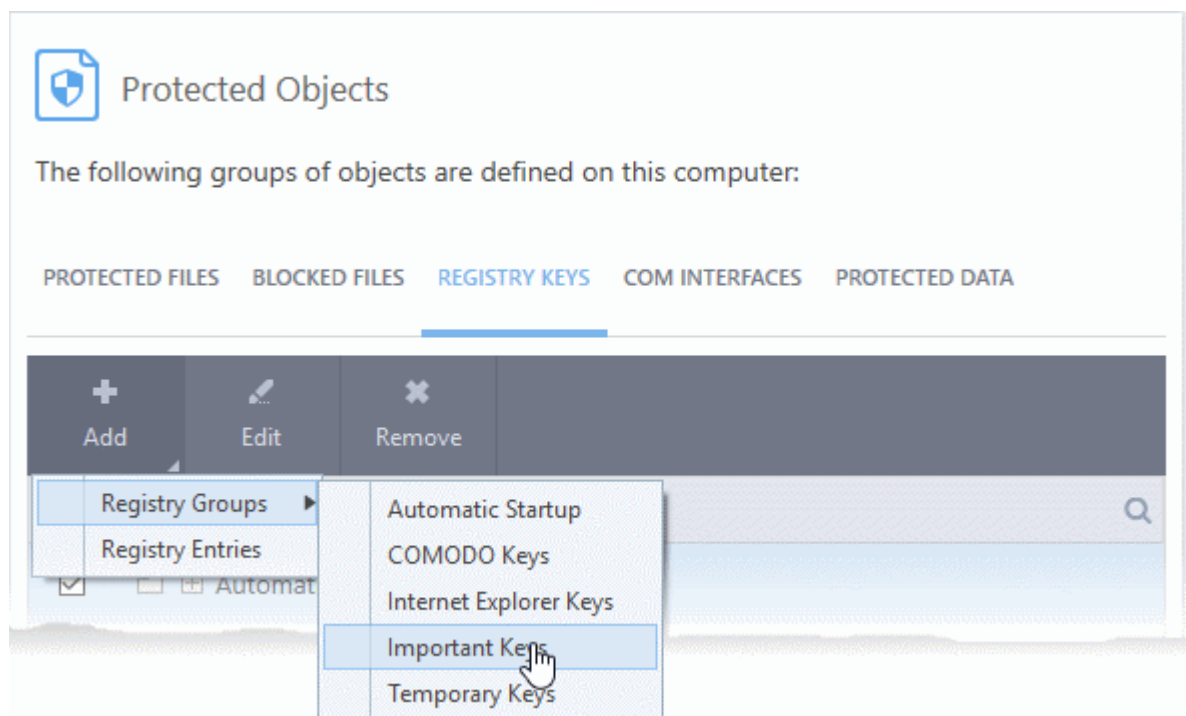 Protected Objects
The following groups of objects are defined on this computer:
PROTECTED FILES BLOCKED FILES REGISTRY KEYS COM INTERFACES PROTECTED DATA
Add Edit Remove
Registry Groups
Registry Entries
Automatic Startup
COMODO Keys
Internet Explorer Keys
Important Keys
Temporary Keys
Automat